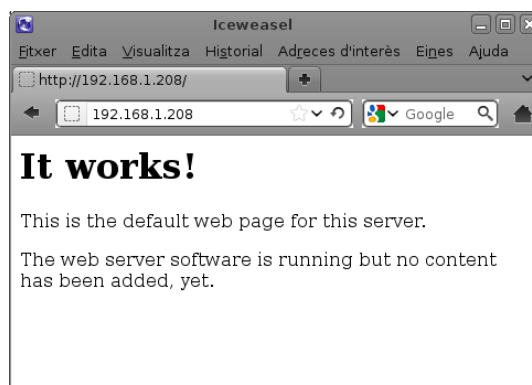 Iceweasel
Fitxer Edita Visualitza Historial Adreces d'interès Eines Ajuda
http://192.168.1.208/
192.168.1.208 Google
It works!
This is the default web page for this server.
The web server software is running but no content
has been added, yet.